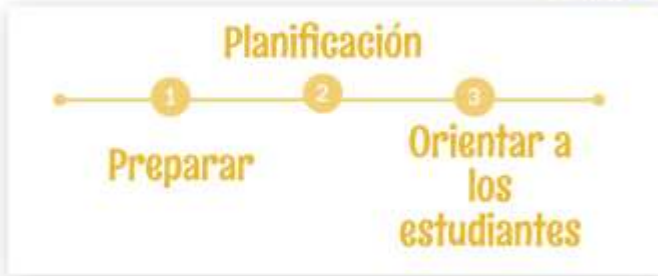 Planificación
1
2
3
Preparar
Orientar a
los
estudiantes